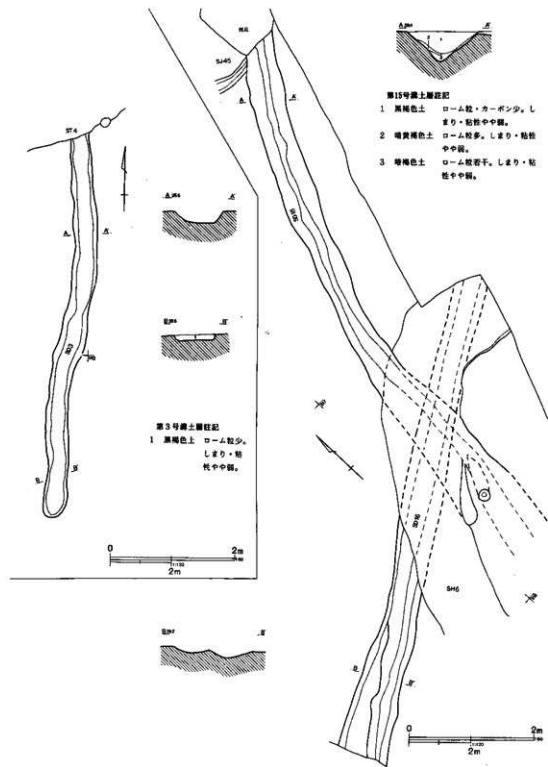 A
A'
第15号溝土層註記
1 黒褐色土 ローム粒・カーボン少。し
まり・粘性やや弱。
2 暗黄褐色土 ローム粒多。しまり・粘性
やや弱。
3 暗褐色土 ローム粒若干。しまり・粘
性やや弱。
SJ45
A
A'
ST4
A
A'
SD3
B
B'
A
A'
B
B'
第3号溝土層註記
1 黒褐色土 ローム粒少。
しまり・粘
性やや弱。
0 2m
2m
SD16
SH6
B
B'
B
B'
0 2m
2m